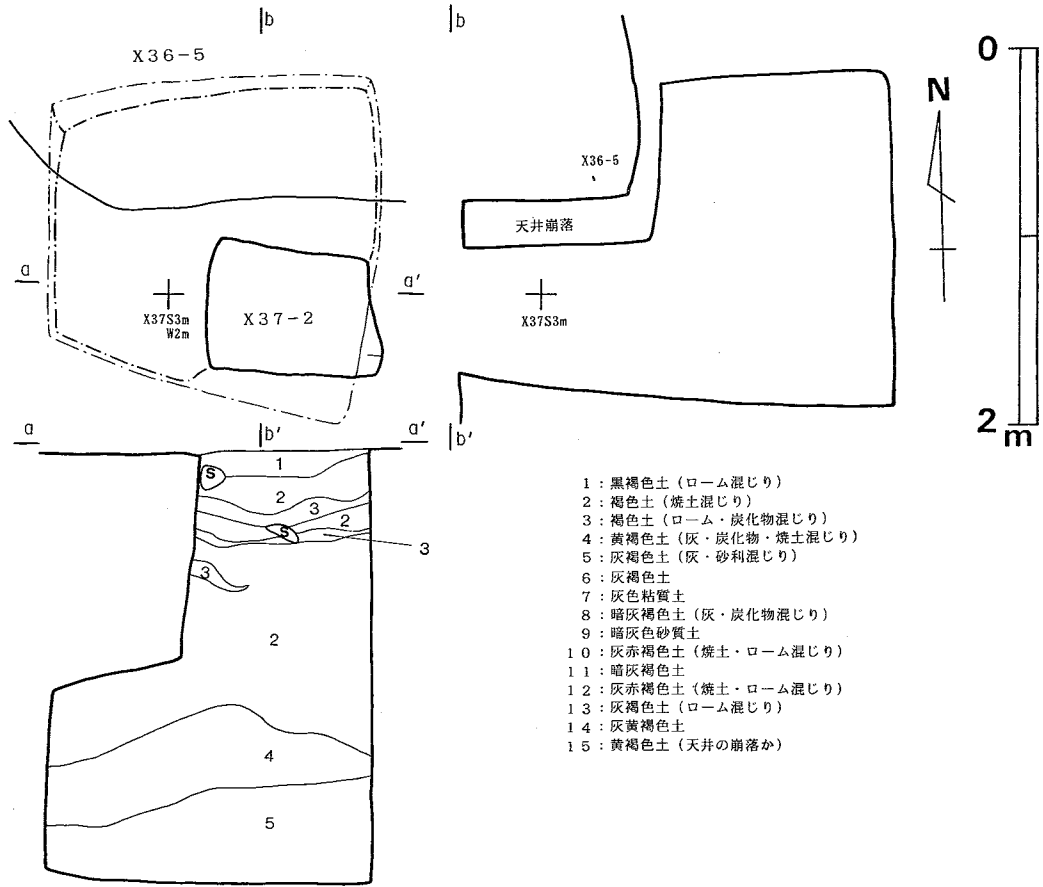 b
b
X36-5
0
N
X36-5
天井崩落
a
a'
X37S3m
W2m
X37-2
X37S3m
2
m
a
b'
a'
b'
1
S
2
3
2
S
3
3
2
4
5
1：黒褐色土（ローム混じり）
2：褐色土（焼土混じり）
3：褐色土（ローム・炭化物混じり）
4：黄褐色土（灰・炭化物・焼土混じり）
5：灰褐色土（灰・砂利混じり）
6：灰褐色土
7：灰色粘質土
8：暗灰褐色土（灰・炭化物混じり）
9：暗灰色砂質土
10：灰赤褐色土（焼土・ローム混じり）
11：暗灰褐色土
12：灰赤褐色土（焼土・ローム混じり）
13：灰褐色土（ローム混じり）
14：灰黄褐色土
15：黄褐色土（天井の崩落か）